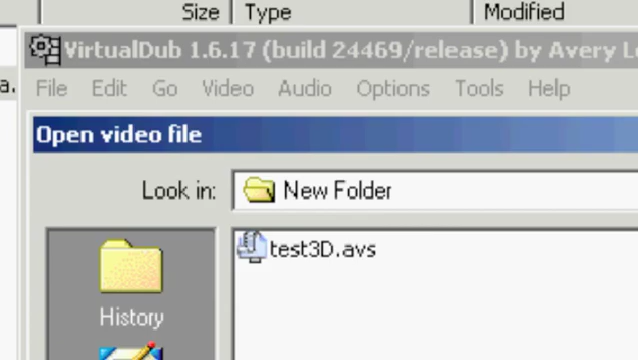 Size Type Modified
a.
VirtualDub 1.6.17 (build 24469/release) by Avery
File Edit Go Video Audio Options Tools Help
Open video file
Look in: New Folder
test3D.avs
History